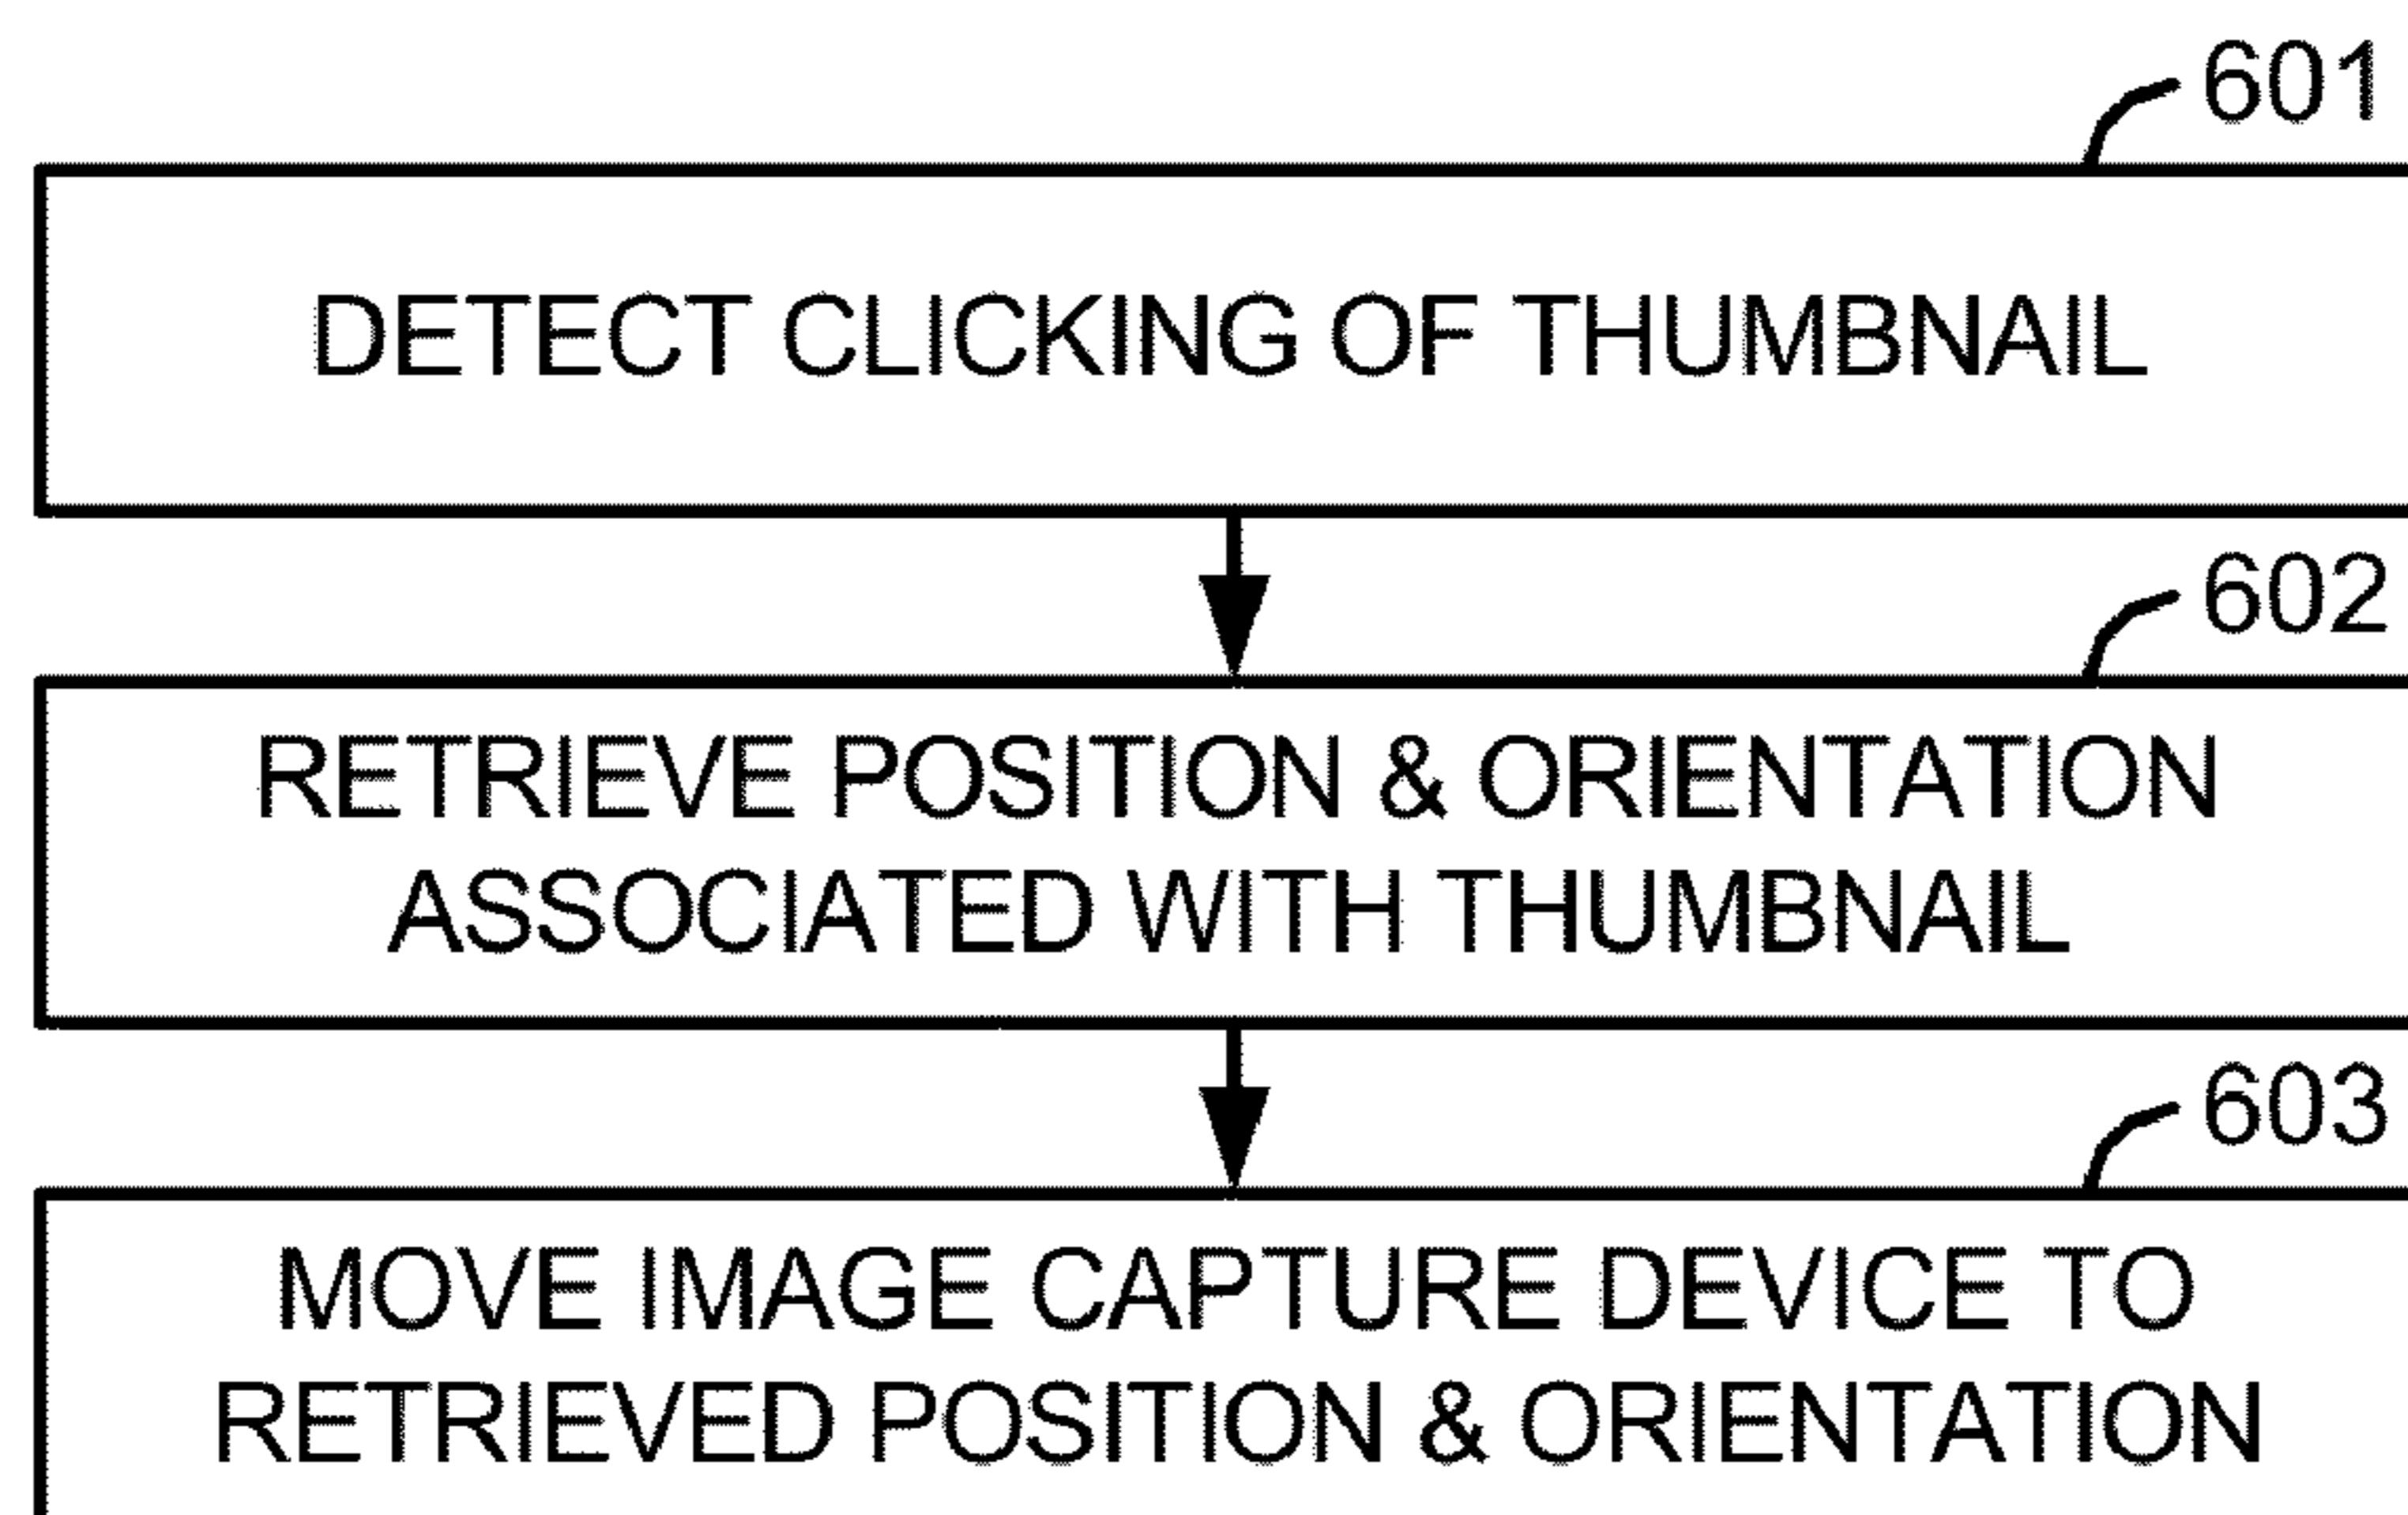 601
DETECT CLICKING OF THUMBNAIL
602
RETRIEVE POSITION & ORIENTATION
ASSOCIATED WITH THUMBNAIL
603
MOVE IMAGE CAPTURE DEVICE TO
RETRIEVED POSITION & ORIENTATION